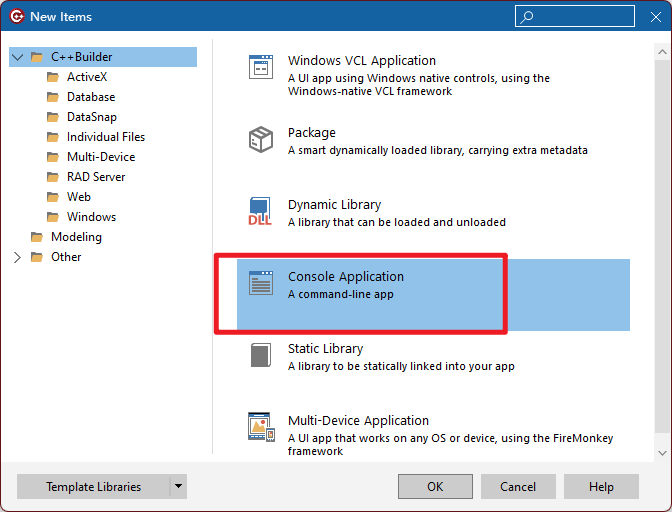 New Items
C++Builder
ActiveX
Database
DataSnap
Individual Files
Multi-Device
RAD Server
Web
Windows
Modeling
Other
Windows VCL Application
A UI app using Windows native controls, using the
Windows-native VCL framework
Package
A smart dynamically loaded library, carrying extra metadata
DLL
Dynamic Library
A library that can be loaded and unloaded
Console Application
A command-line app
Static Library
A library to be statically linked into your app
Multi-Device Application
A UI app that works on any OS or device, using the FireMonkey
framework
Template Libraries
OK
Cancel
Help